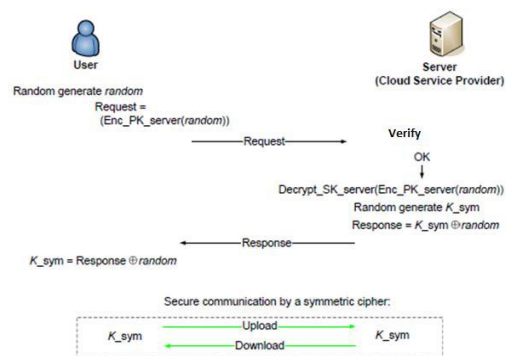 User
Server
(Cloud Service Provider)
Random generate random
Request =
(Enc_PK_server(random))
Request
Verify
OK
Decrypt_SK_server(Enc_PK_server(random))
Random generate K_sym
Response = K_sym ⊕ random
Response
K_sym = Response ⊕ random
Secure communication by a symmetric cipher:
K_sym
Upload
Download
K_sym